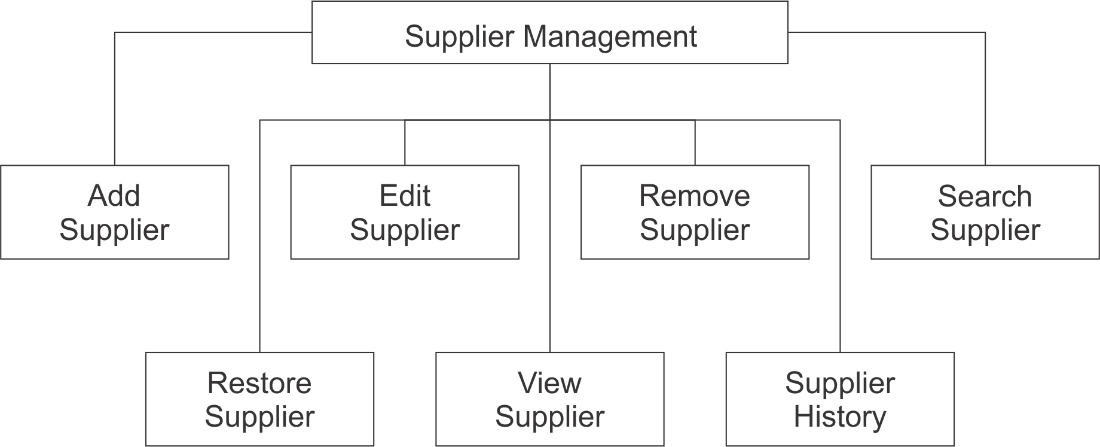 Supplier Management
Add
Supplier
Edit
Supplier
Remove
Supplier
Search
Supplier
Restore
Supplier
View
Supplier
Supplier
History